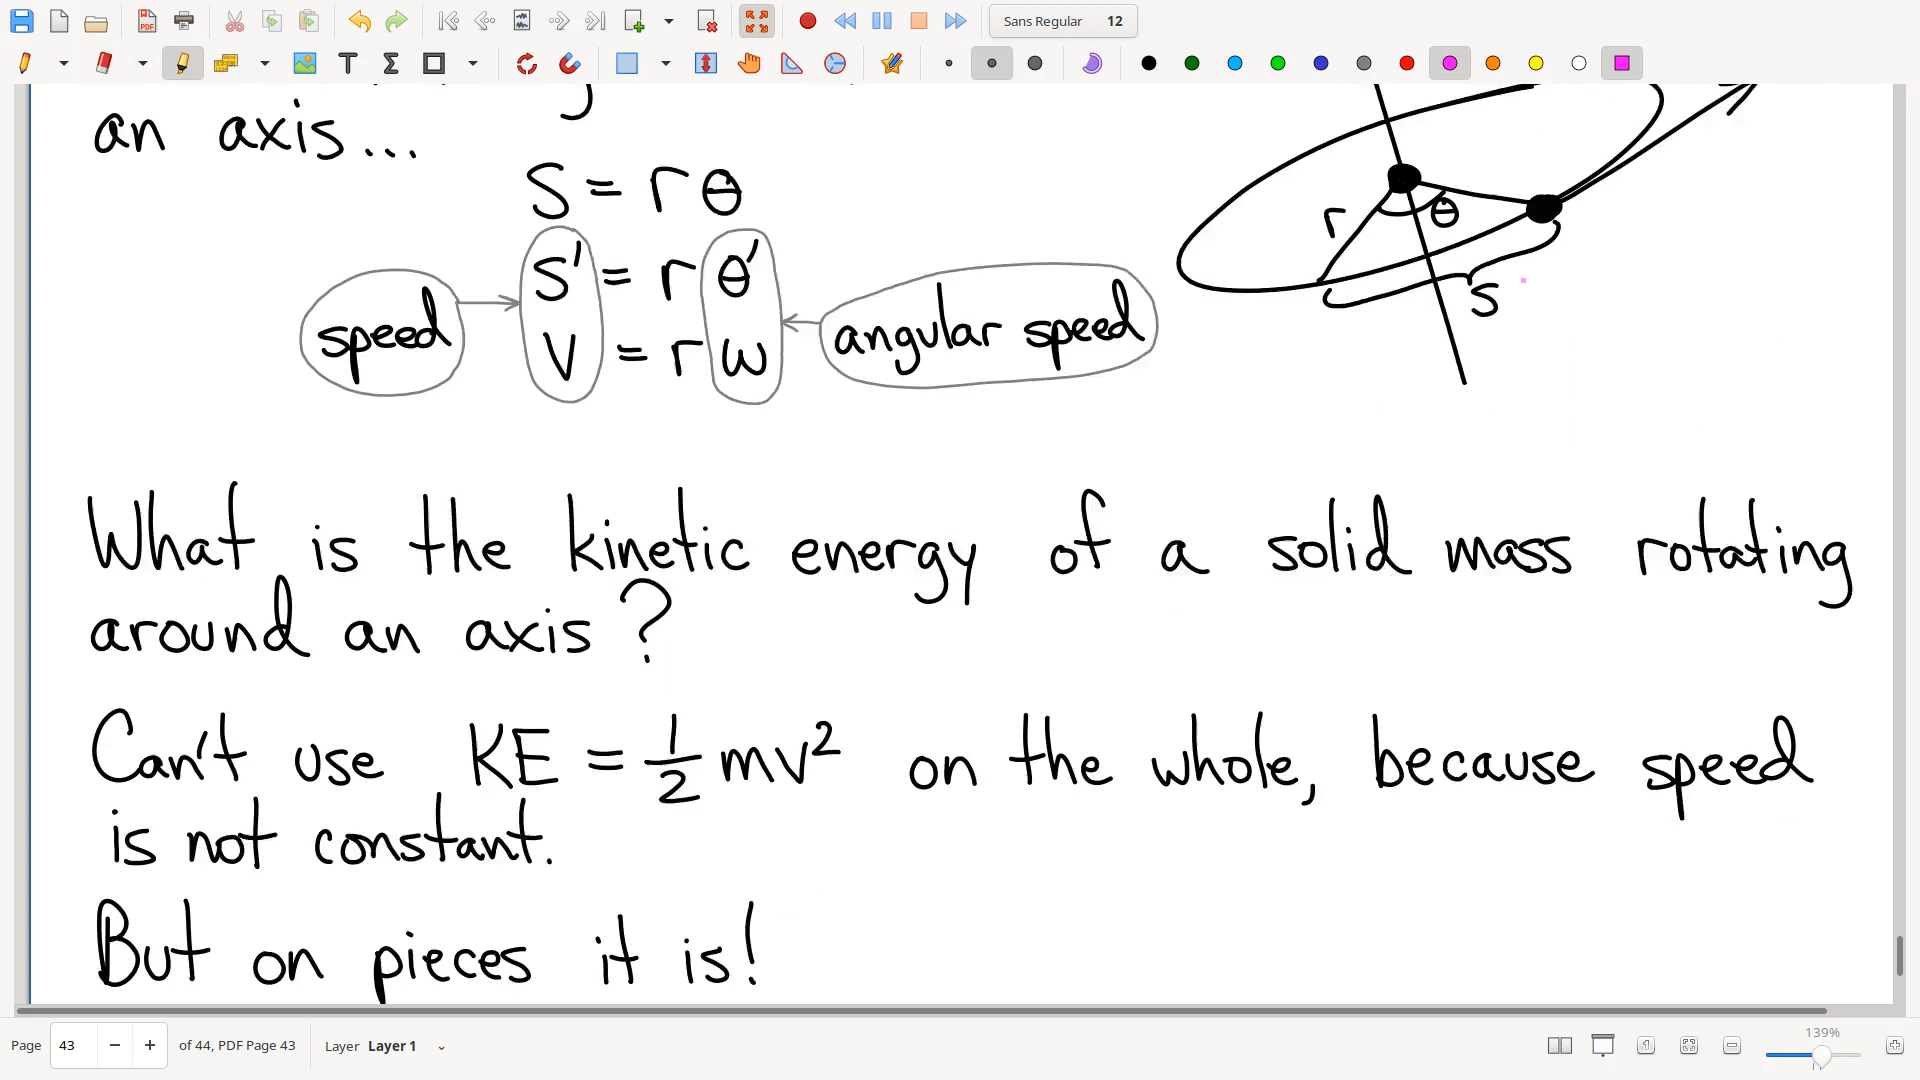 Sans Regular 12
an axis...
S = rθ
S' = rθ'
speed
angular speed
V = rω
r
θ
S
What is the kinetic energy of a solid mass rotating
around an axis?
Can't use KE = 1/2 mv² on the whole, because speed
is not constant.
But on pieces it is!
Page 43 − + of 44, PDF Page 43 Layer Layer 1
139%